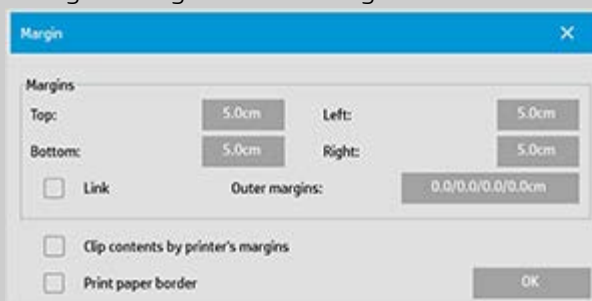 Margin
Margins
Top: 5.0cm Left: 5.0cm
Bottom: 5.0cm Right: 5.0cm
Link Outer margins: 0.0/0.0/0.0/0.0cm
Clip contents by printer's margins
Print paper border OK